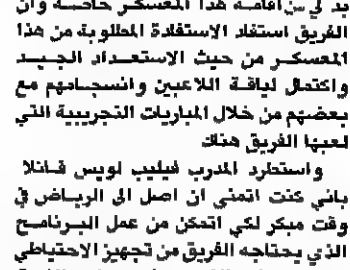 بد لي من اقامة هذا المعسكر خاصة وان
الفريق استفاد الاستفادة المطلوبة من هذا
المعسكر من حيث الاستعداد الجيد
واكتمال لياقة اللاعبين وانسجامهم مع
بعضهم من خلال المباريات التجريبية التي
لعبها الفريق هناك
واستطرد المدرب فيليب لويس قائلا
باني كنت اتمنى ان اصل الى الرياض في
وقت مبكر لكي اتمكن من عمل البرنامج
الذي يحتاجه الفريق من تجهيز الاحتياطي